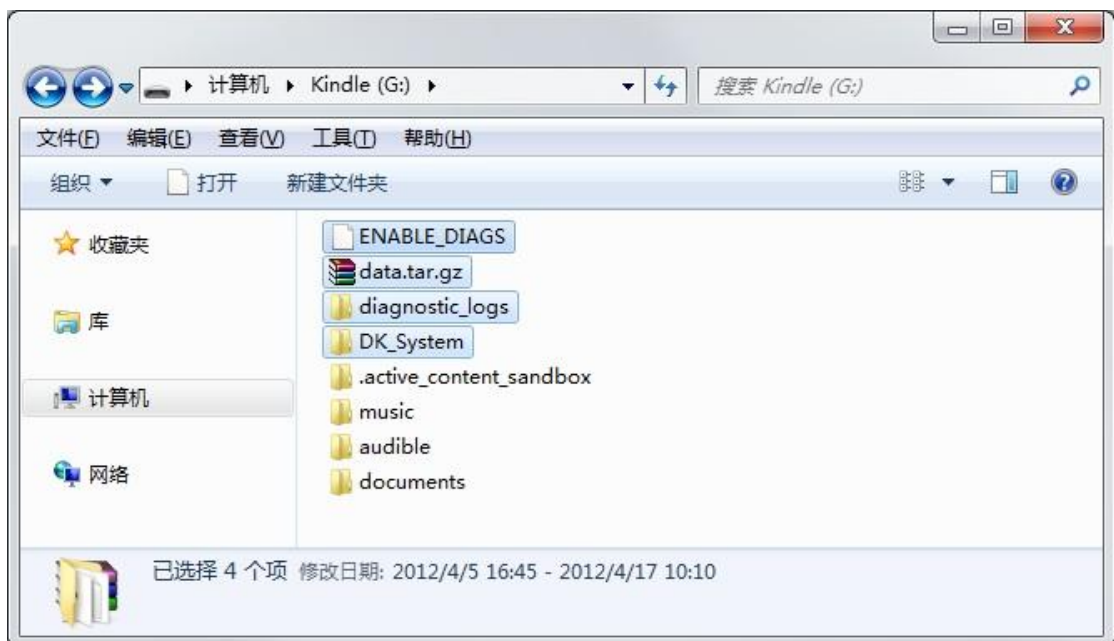 计算机 Kindle (G:) 搜索 Kindle (G:)
文件(F) 编辑(E) 查看(V) 工具(T) 帮助(H)
组织 打开 新建文件夹
收藏夹
库
计算机
网络
ENABLE_DIAGS
data.tar.gz
diagnostic_logs
DK_System
.active_content_sandbox
music
audible
documents
已选择 4 个项 修改日期: 2012/4/5 16:45 - 2012/4/17 10:10